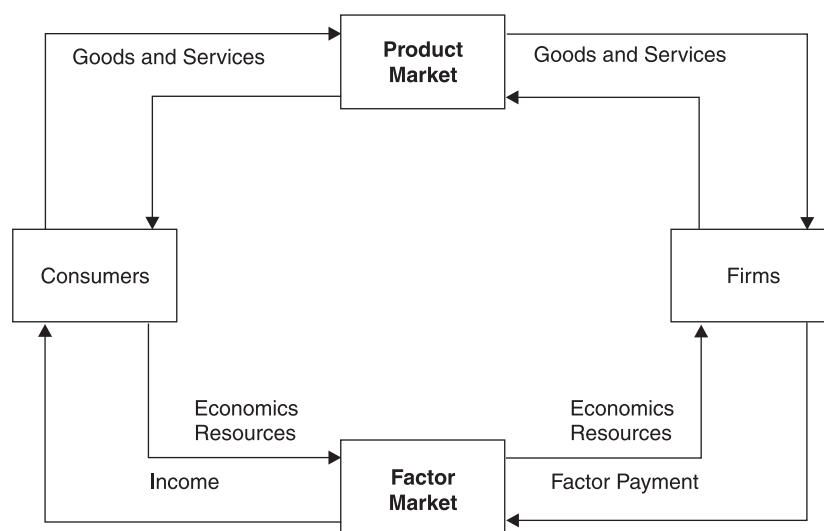 Product
Market
Goods and Services
Goods and Services
Consumers
Firms
Economics
Resources
Economics
Resources
Income
Factor
Market
Factor Payment